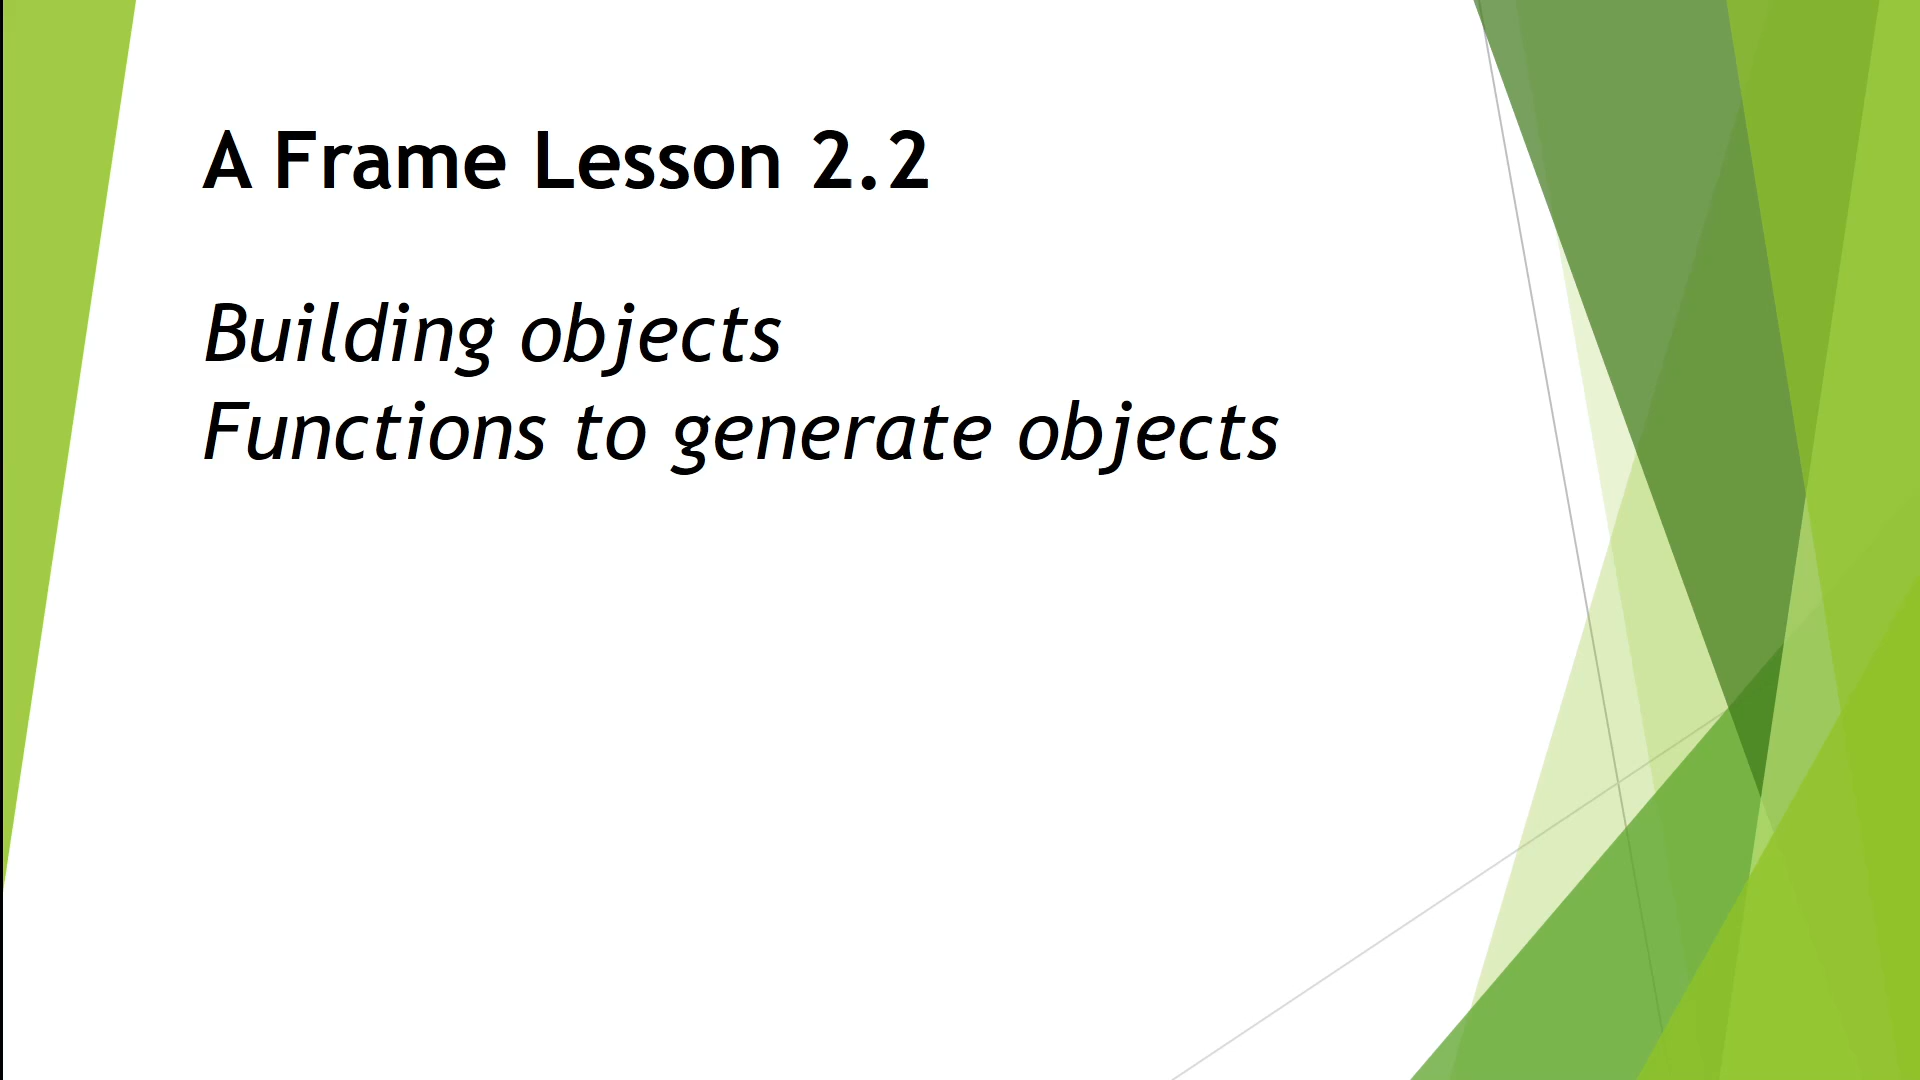 A Frame Lesson 2.2
Building objects
Functions to generate objects